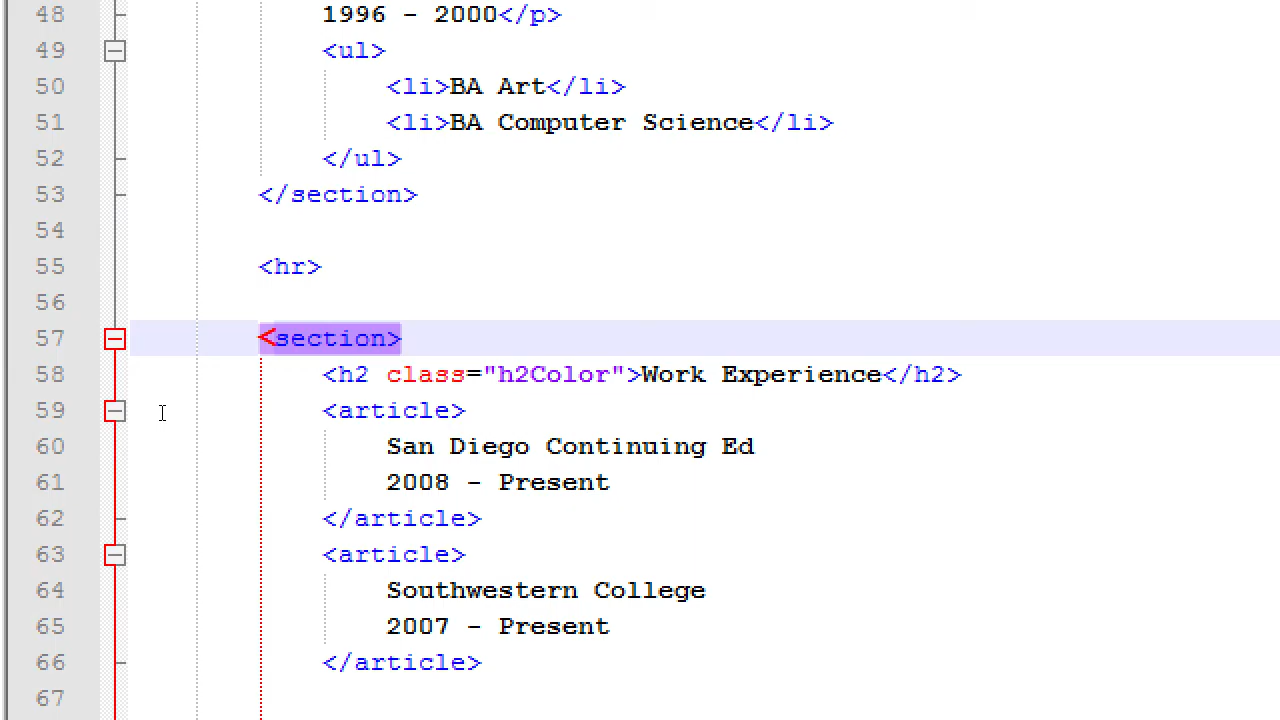 48 1996 - 2000</p>
49 <ul>
50 <li>BA Art</li>
51 <li>BA Computer Science</li>
52 </ul>
53 </section>
54
55 <hr>
56
57 <section>
58 <h2 class="h2Color">Work Experience</h2>
59 <article>
60 San Diego Continuing Ed
61 2008 - Present
62 </article>
63 <article>
64 Southwestern College
65 2007 - Present
66 </article>
67